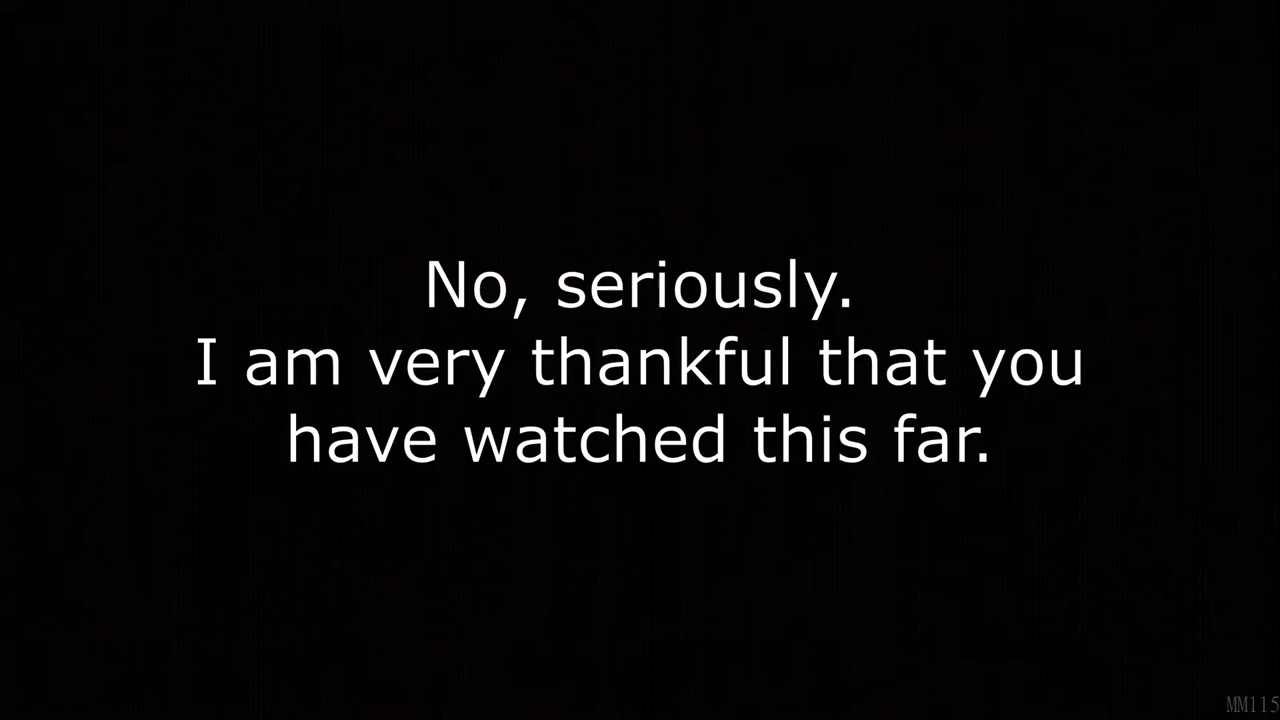 No, seriously.
I am very thankful that you
have watched this far.
MM115